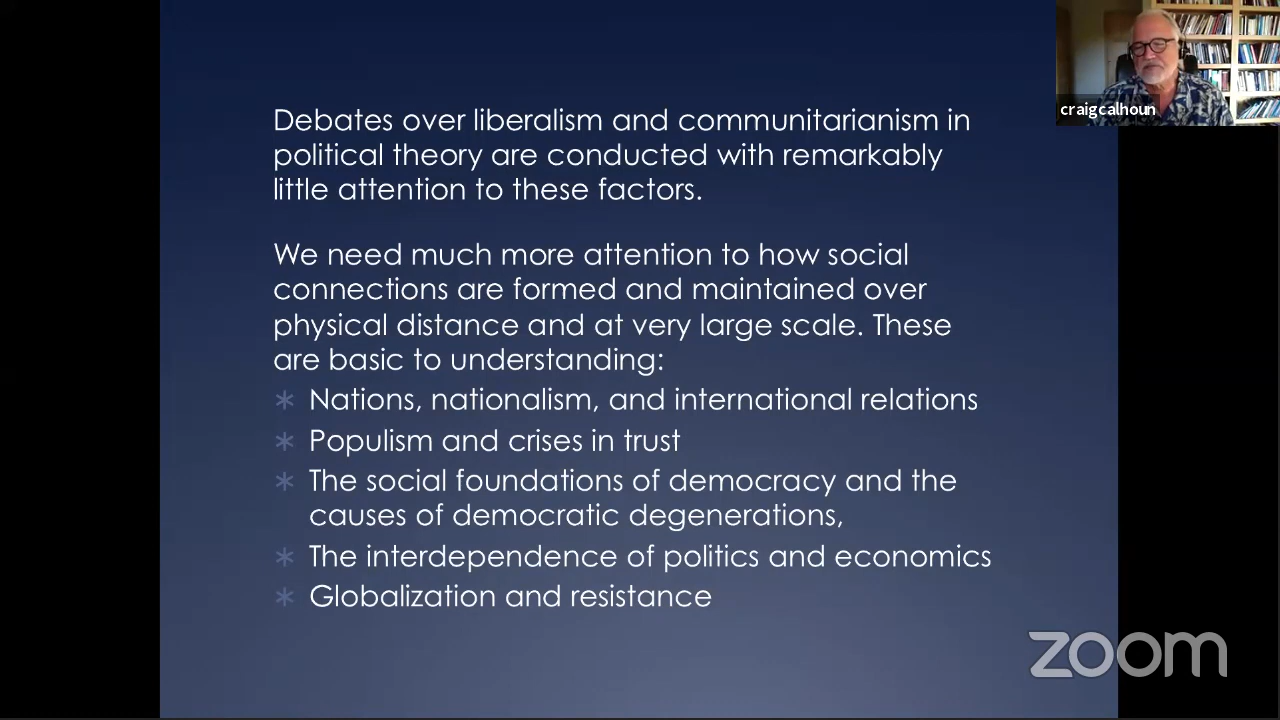 Debates over liberalism and communitarianism in
political theory are conducted with remarkably
little attention to these factors.
We need much more attention to how social
connections are formed and maintained over
physical distance and at very large scale. These
are basic to understanding:
* Nations, nationalism, and international relations
* Populism and crises in trust
* The social foundations of democracy and the
causes of democratic degenerations,
* The interdependence of politics and economics
* Globalization and resistance
craigcalhoun
zoom